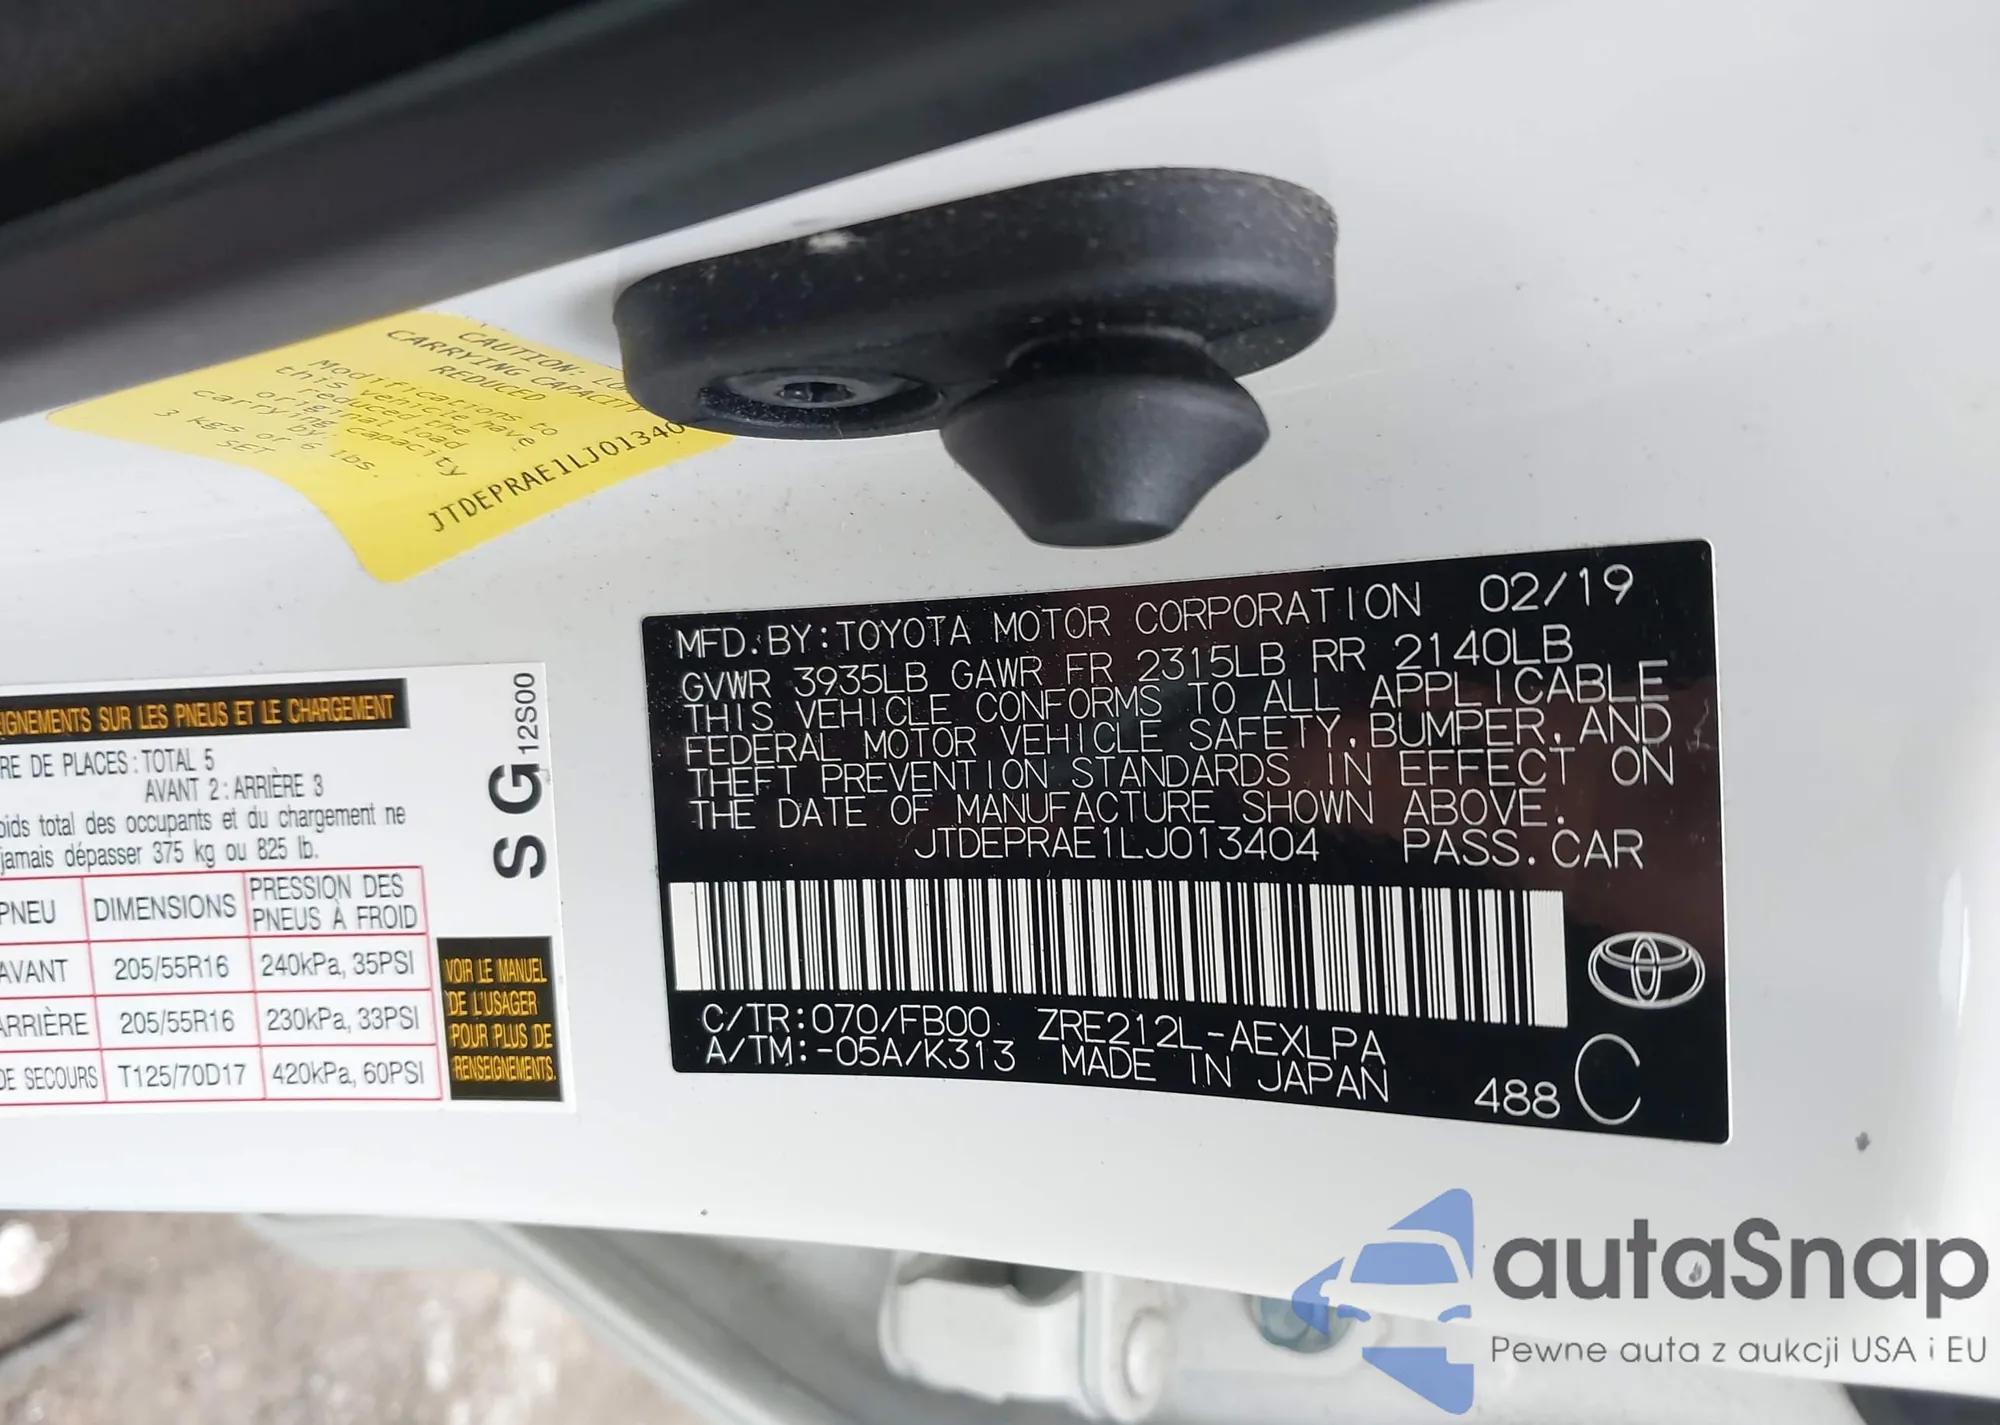 CAUTION: LO
CARRYING CAPACITY
REDUCED
Modifications to
this vehicle have
reduced the
original load
carrying capacity
by
3 kgs or 6 lbs.
SET
JTDEPRAE1LJ01340
MFD. BY: TOYOTA MOTOR CORPORATION 02/19
GVWR 3935LB GAWR FR 2315LB RR 2140LB
THIS VEHICLE CONFORMS TO ALL APPLICABLE
FEDERAL MOTOR VEHICLE SAFETY, BUMPER, AND
THEFT PREVENTION STANDARDS IN EFFECT ON
THE DATE OF MANUFACTURE SHOWN ABOVE.
JTDEPRAE1LJ013404 PASS. CAR
C/TR: 070/FB00 ZRE212L-AEXLPA
A/TM: -05A/K313 MADE IN JAPAN 488 C
EIGNEMENTS SUR LES PNEUS ET LE CHARGEMENT
RE DE PLACES : TOTAL 5
AVANT 2 : ARRIÈRE 3
oids total des occupants et du chargement ne
jamais dépasser 375 kg ou 825 lb.
PNEU DIMENSIONS PRESSION DES
PNEUS À FROID
AVANT 205/55R16 240kPa, 35PSI
ARRIÈRE 205/55R16 230kPa, 33PSI
DE SECOURS T125/70D17 420kPa, 60PSI
S G 12S00
VOIR LE MANUEL
DE L'USAGER
POUR PLUS DE
RENSEIGNEMENTS.
autaSnap
Pewne auta z aukcji USA i EU